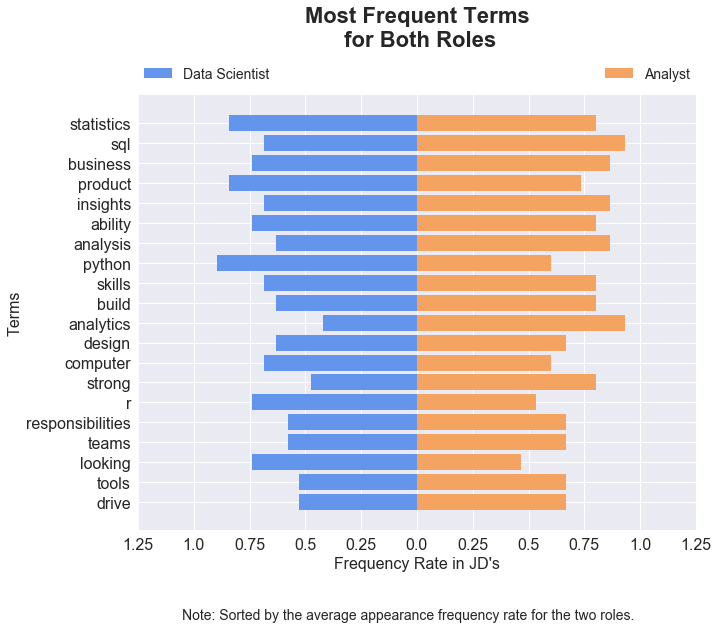 Most Frequent Terms
for Both Roles
Data Scientist
Analyst
statistics
sql
business
product
insights
ability
analysis
python
skills
build
analytics
design
computer
strong
r
responsibilities
teams
looking
tools
drive
Terms
1.25 1.0 0.75 0.5 0.25 0.0 0.25 0.5 0.75 1.0 1.25
Frequency Rate in JD's
Note: Sorted by the average appearance frequency rate for the two roles.